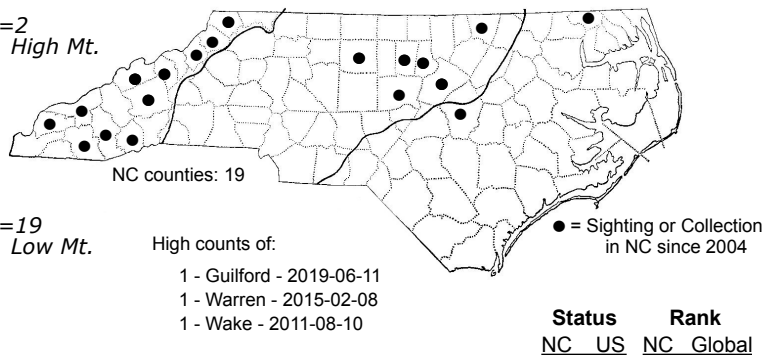 =2
High Mt.
NC counties: 19
=19
Low Mt.
High counts of:
1 - Guilford - 2019-06-11
1 - Warren - 2015-02-08
1 - Wake - 2011-08-10
● = Sighting or Collection
in NC since 2004
Status Rank
NC US NC Global